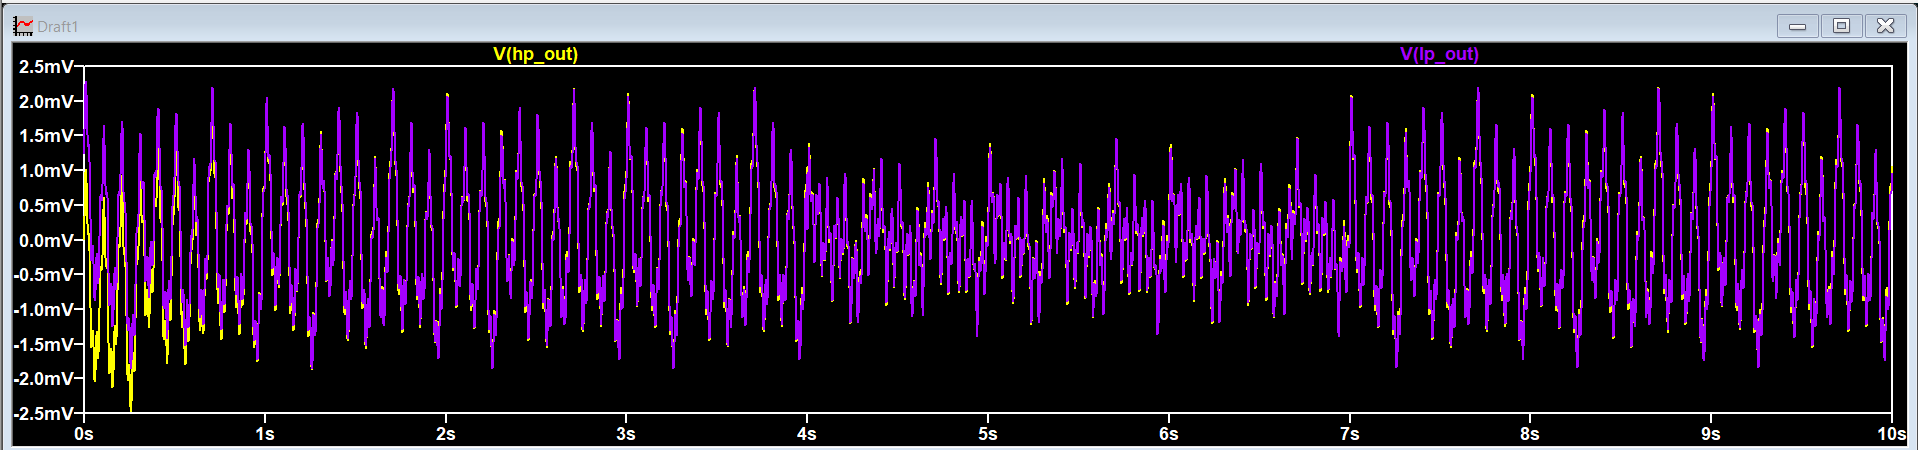 Draft1
V(hp_out) V(lp_out)
2.5mV
2.0mV
1.5mV
1.0mV
0.5mV
0.0mV
-0.5mV
-1.0mV
-1.5mV
-2.0mV
-2.5mV
0s 1s 2s 3s 4s 5s 6s 7s 8s 9s 10s